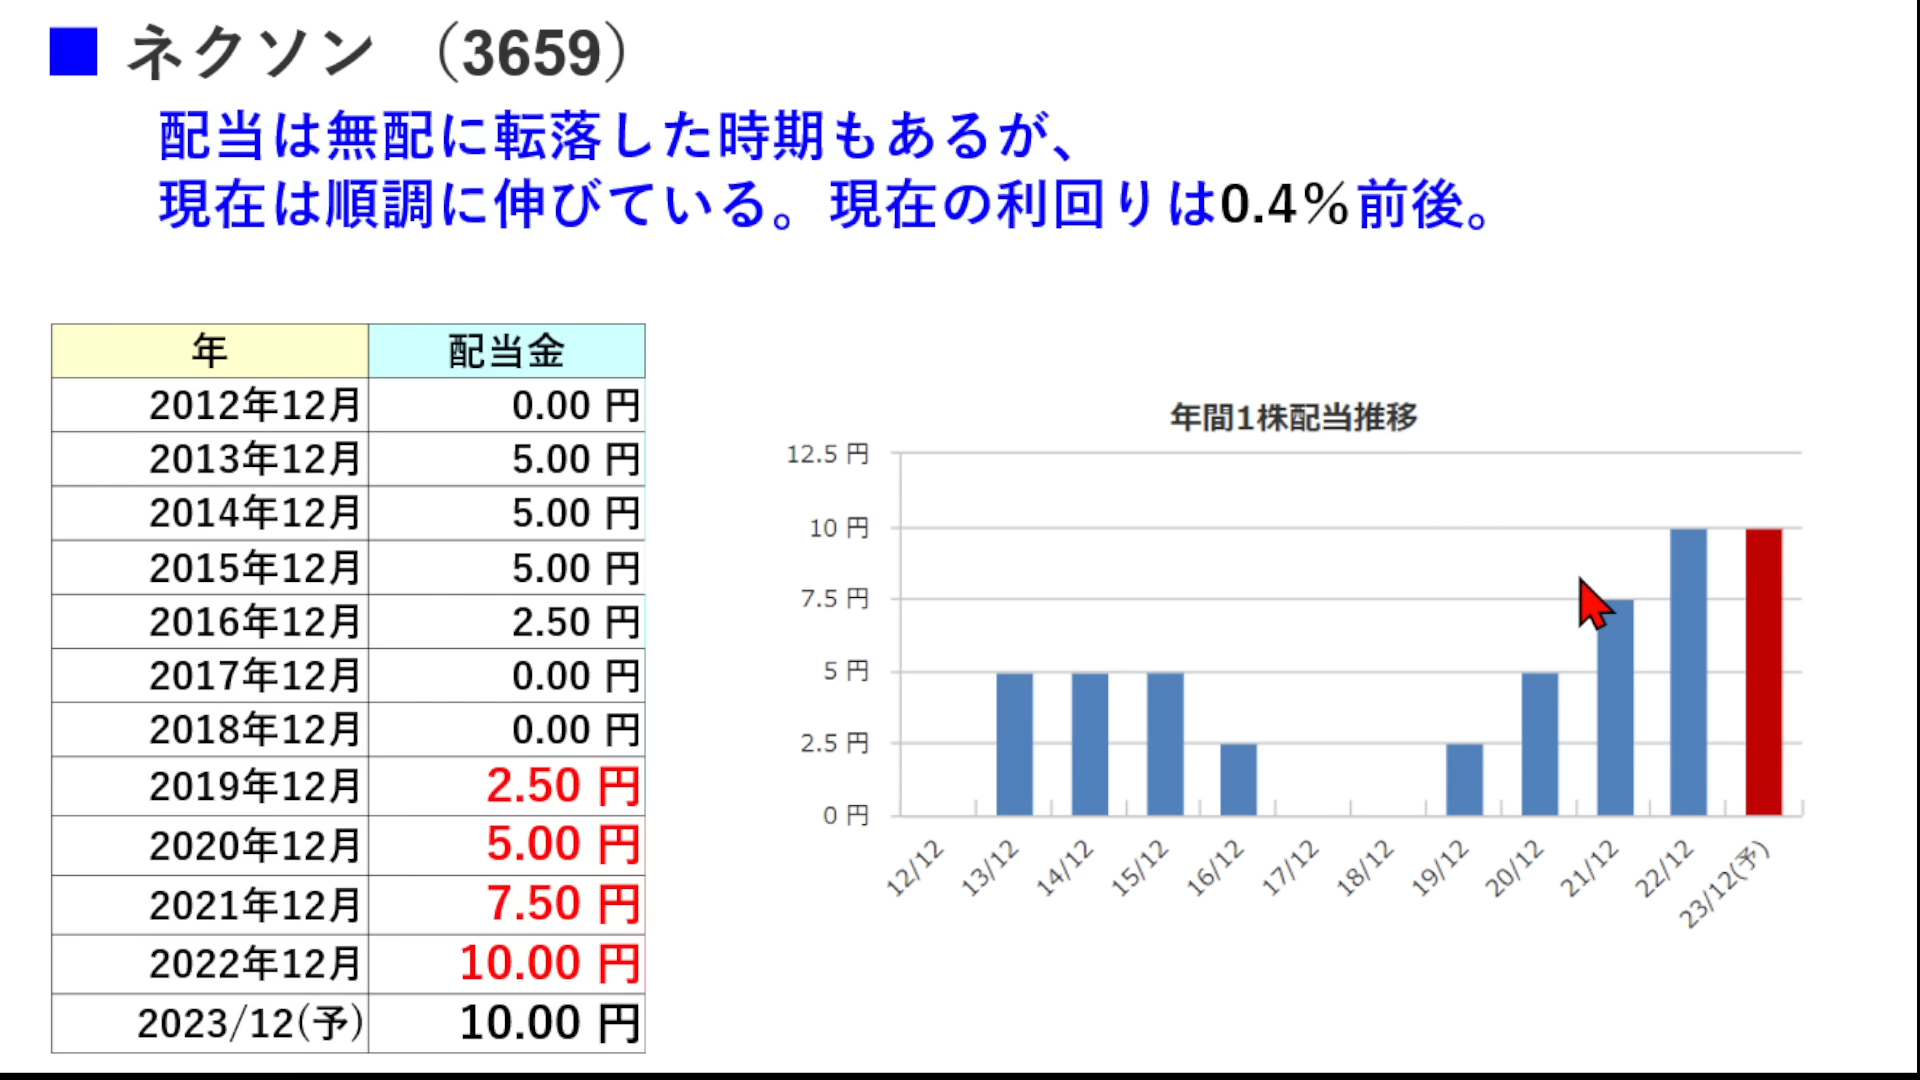 ■ ネクソン （3659）
配当は無配に転落した時期もあるが、
現在は順調に伸びている。現在の利回りは0.4%前後。
年 配当金
2012年12月 0.00 円
2013年12月 5.00 円
2014年12月 5.00 円
2015年12月 5.00 円
2016年12月 2.50 円
2017年12月 0.00 円
2018年12月 0.00 円
2019年12月 2.50 円
2020年12月 5.00 円
2021年12月 7.50 円
2022年12月 10.00 円
2023/12(予) 10.00 円
年間1株配当推移
12.5 円
10 円
7.5 円
5 円
2.5 円
0 円
12/12 13/12 14/12 15/12 16/12 17/12 18/12 19/12 20/12 21/12 22/12 23/12(予)